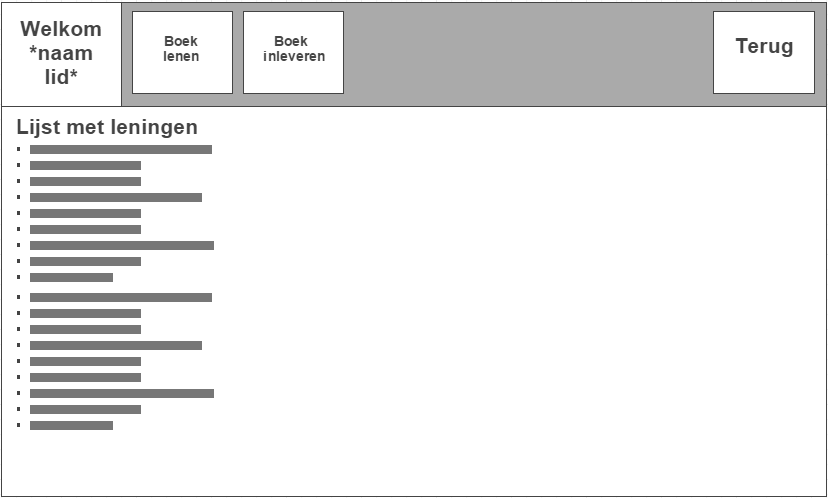 Welkom
*naam
lid*
Boek
lenen
Boek
inleveren
Terug
Lijst met leningen